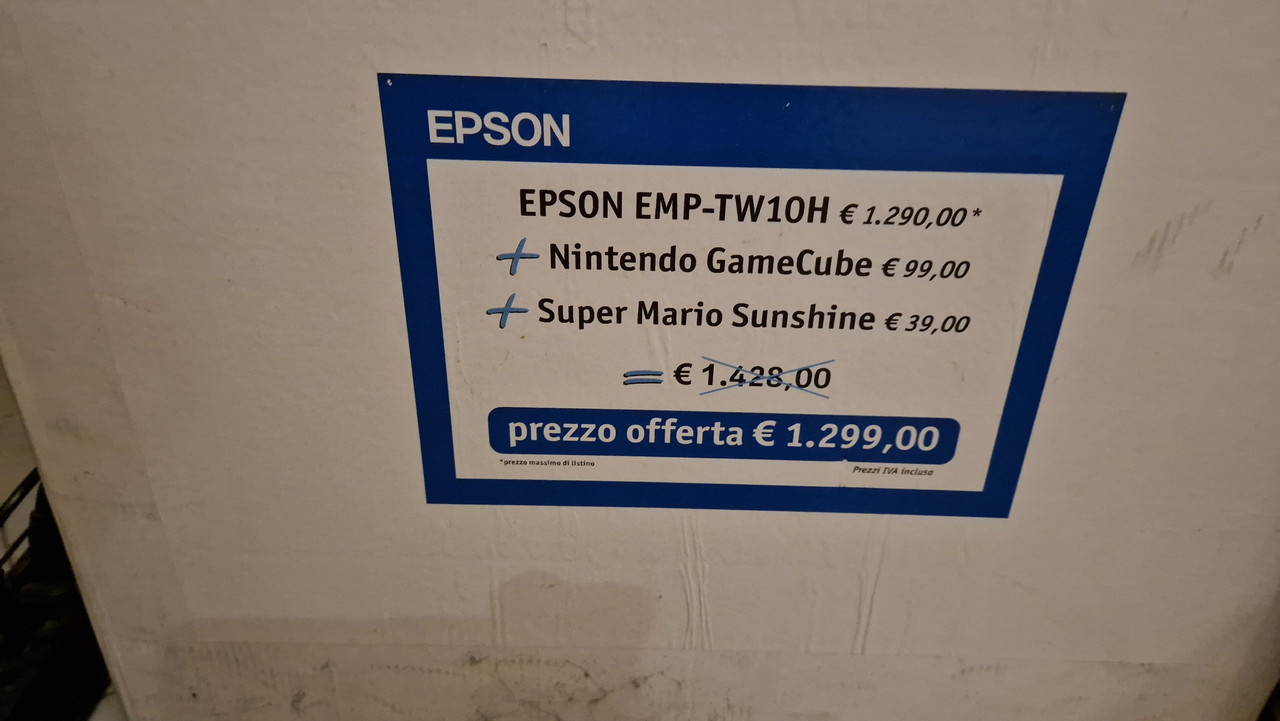 EPSON
EPSON EMP-TW10H € 1.290,00*
+ Nintendo GameCube € 99,00
+ Super Mario Sunshine € 39,00
= € 1.428,00
prezzo offerta € 1.299,00
*prezzo massimo di listino
Prezzi IVA inclusa